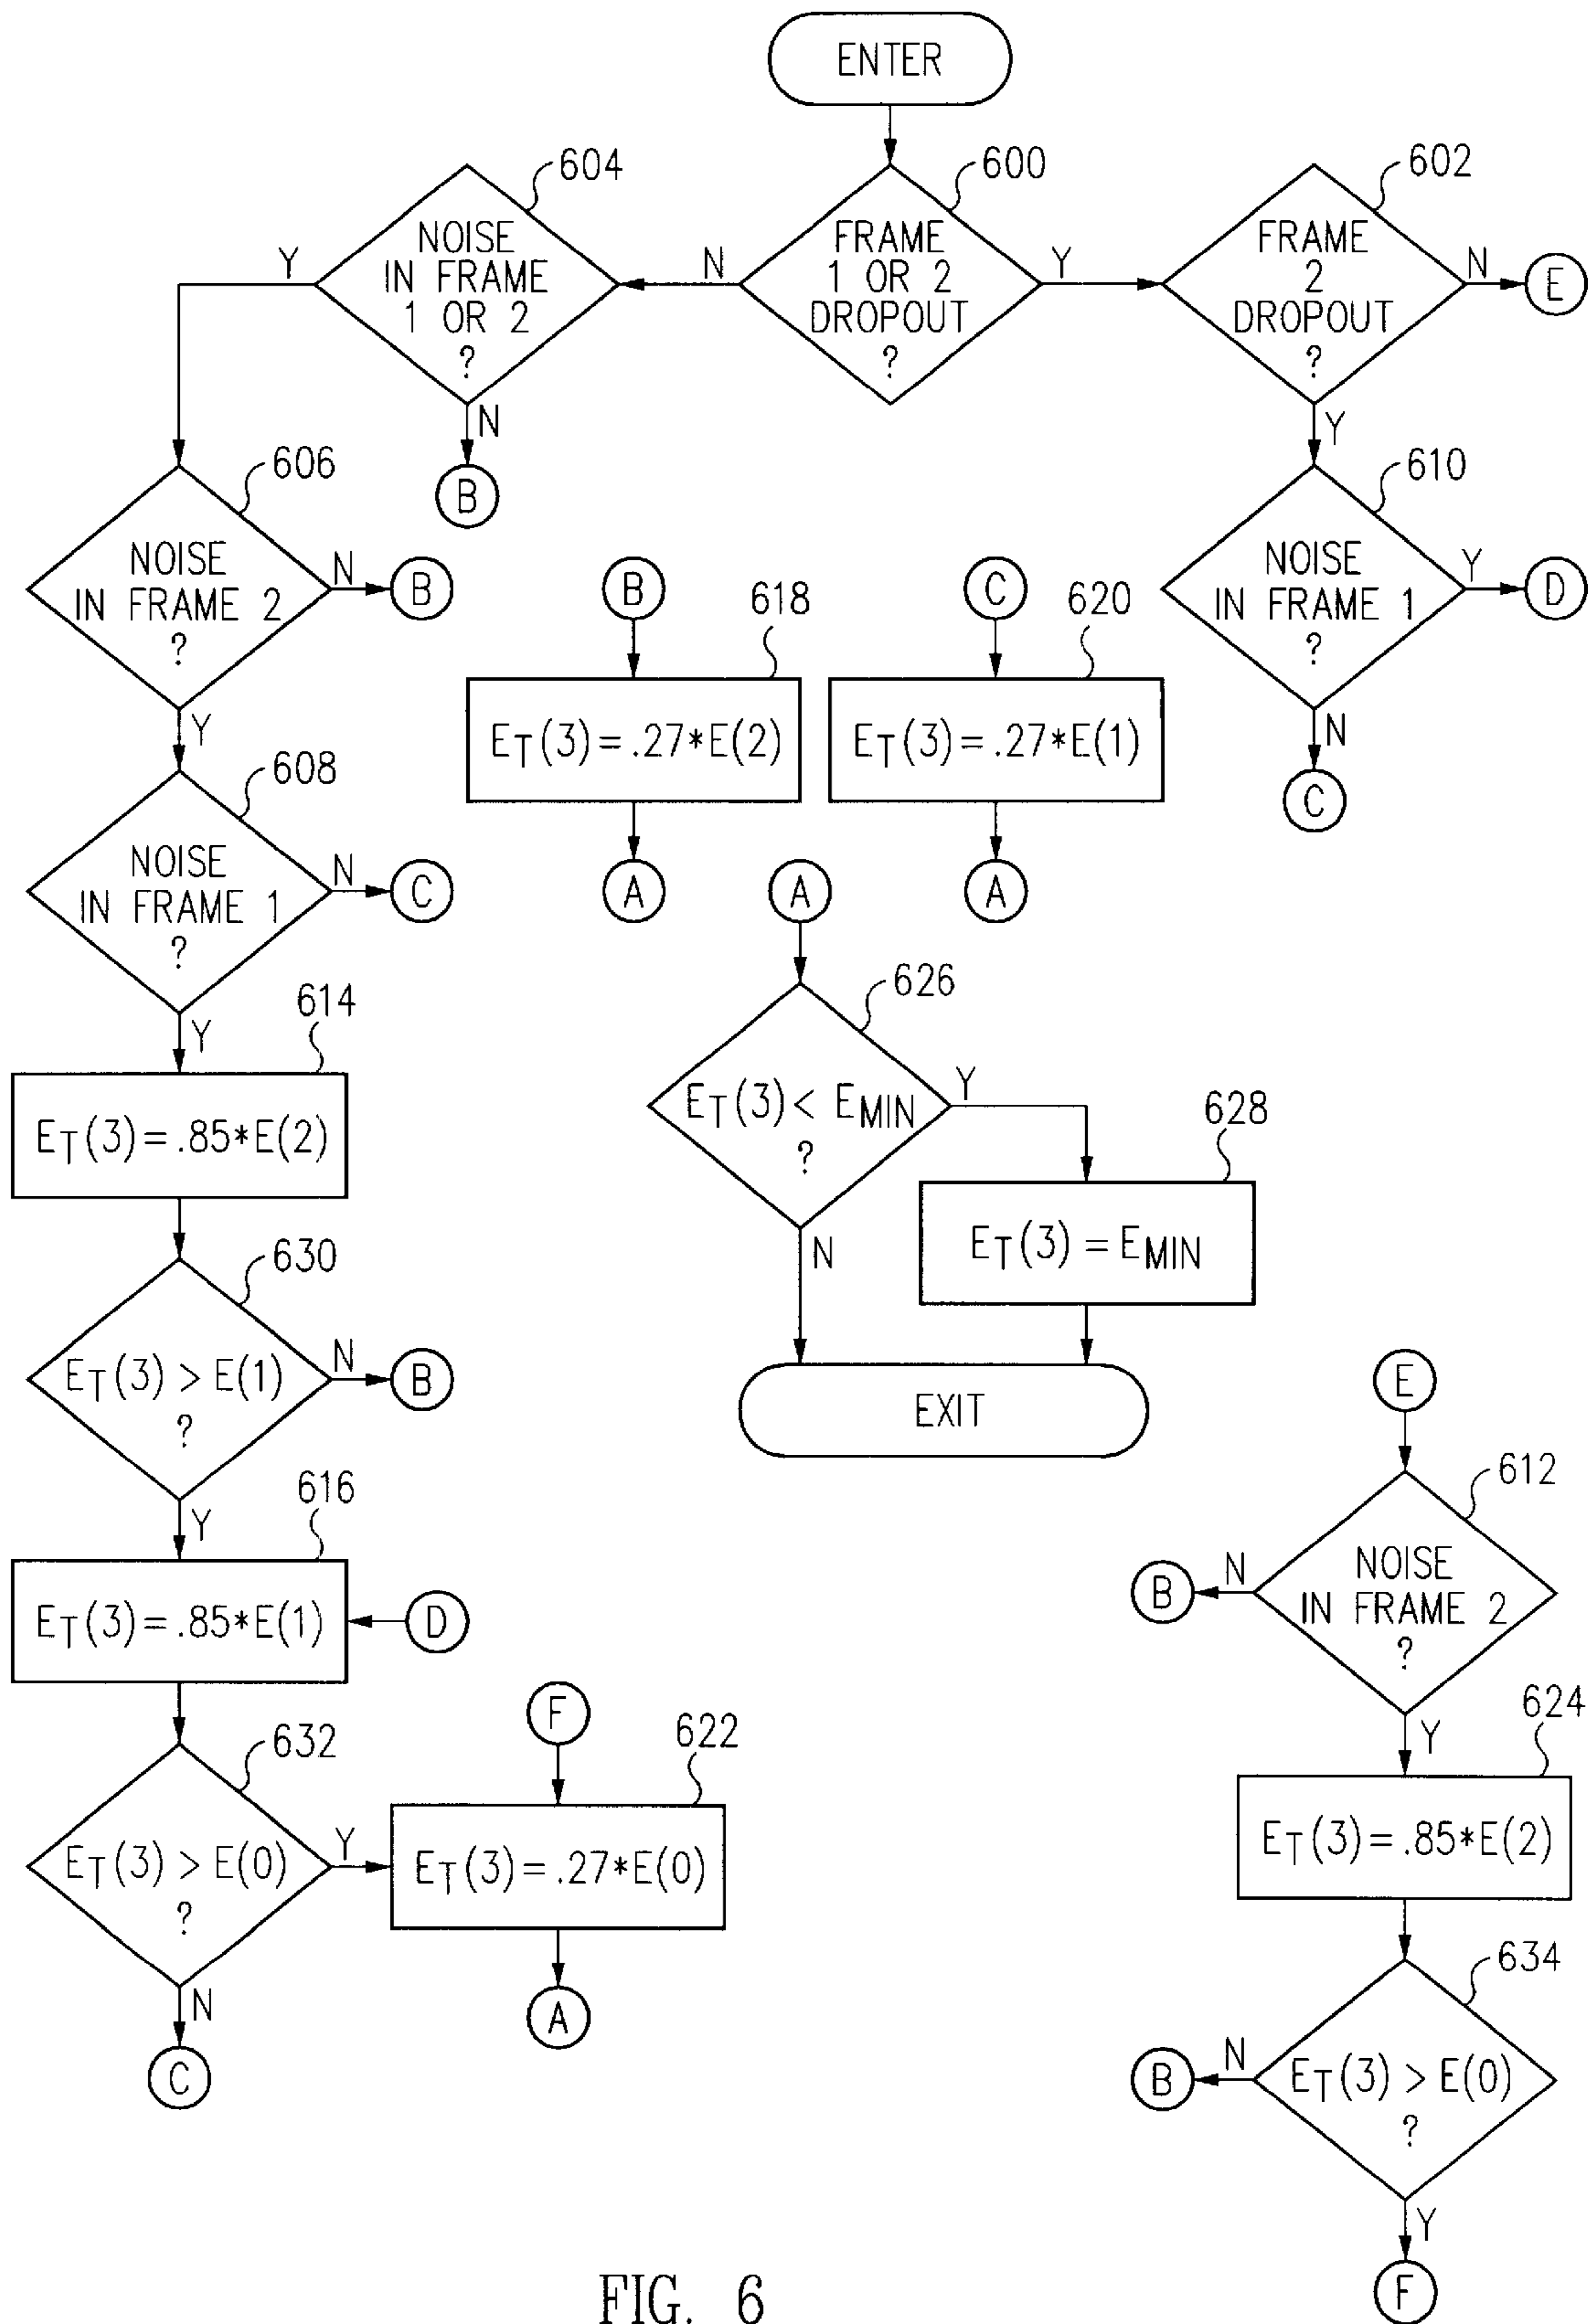 ENTER
604
600
602
NOISE
IN FRAME
1 OR 2
?
Y
N
FRAME
1 OR 2
DROPOUT
?
N
Y
FRAME
2
DROPOUT
?
N
E
Y
B
606
NOISE
IN FRAME 2
?
N
B
Y
610
NOISE
IN FRAME 1
?
Y
D
N
C
B
618
ET(3)=.27*E(2)
A
C
620
ET(3)=.27*E(1)
A
608
NOISE
IN FRAME 1
?
N
C
Y
A
626
ET(3)< EMIN
?
Y
N
628
ET(3) = EMIN
EXIT
614
ET(3)=.85*E(2)
630
ET(3) > E(1)
?
N
B
Y
616
ET(3)=.85*E(1)
D
632
ET(3) > E(0)
?
Y
N
C
F
622
ET(3)=.27*E(0)
A
E
612
NOISE
IN FRAME 2
?
N
B
Y
624
ET(3)=.85*E(2)
634
ET(3) > E(0)
?
N
B
Y
F
FIG. 6